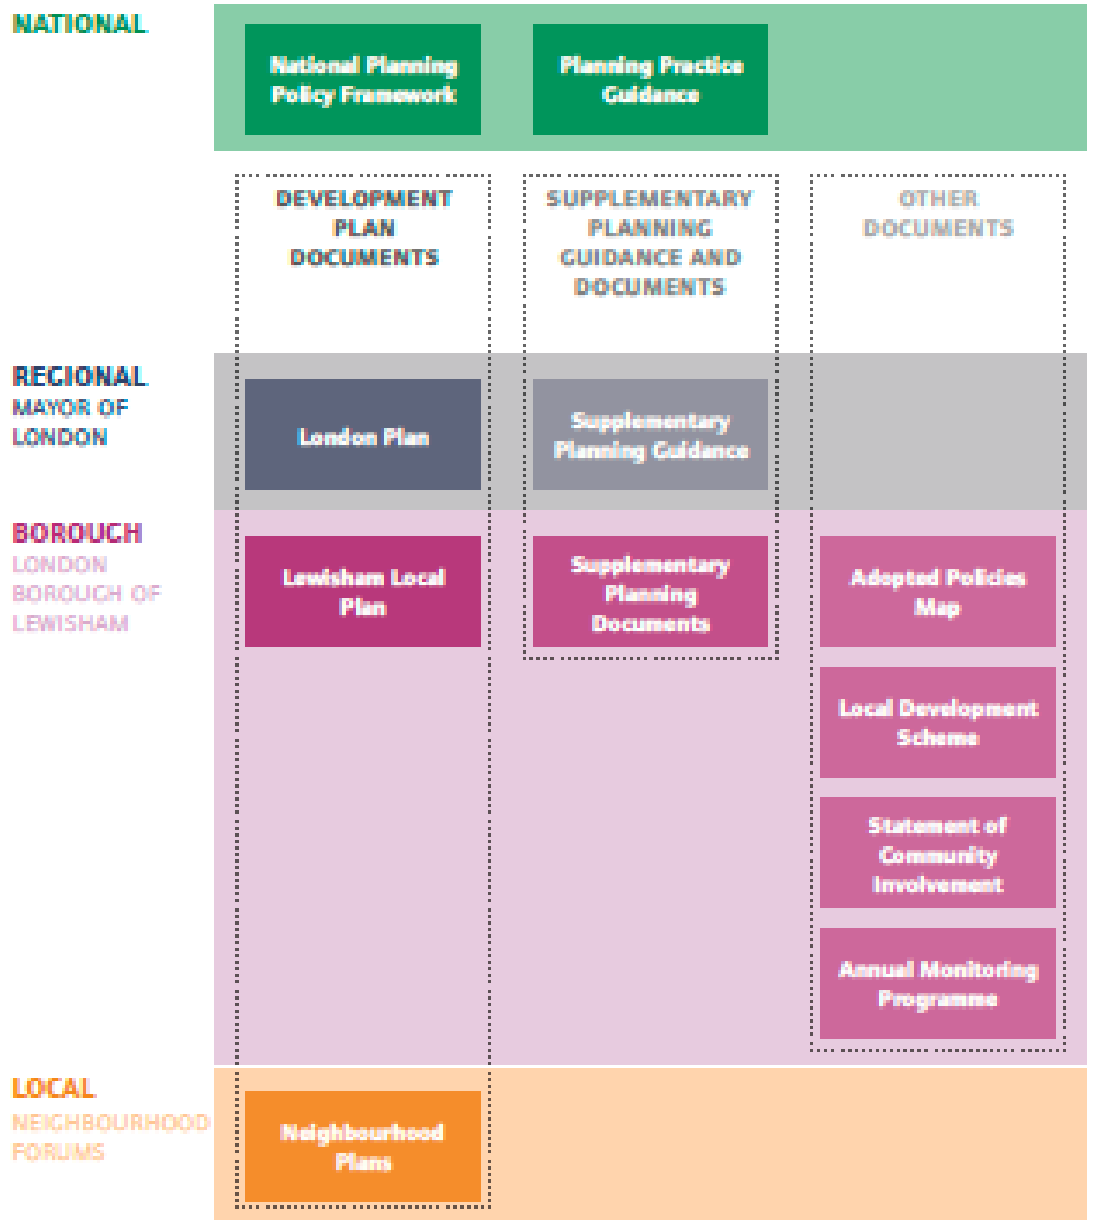 NATIONAL
National Planning
Policy Framework
Planning Practice
Guidance
DEVELOPMENT
PLAN
DOCUMENTS
SUPPLEMENTARY
PLANNING
GUIDANCE AND
DOCUMENTS
OTHER
DOCUMENTS
REGIONAL
MAYOR OF
LONDON
London Plan
Supplementary
Planning Guidance
BOROUGH
LONDON
BOROUGH OF
LEWISHAM
Lewisham Local
Plan
Supplementary
Planning
Documents
Adopted Policies
Map
Local Development
Scheme
Statement of
Community
Involvement
Annual Monitoring
Programme
LOCAL
NEIGHBOURHOOD
FORUMS
Neighbourhood
Plans